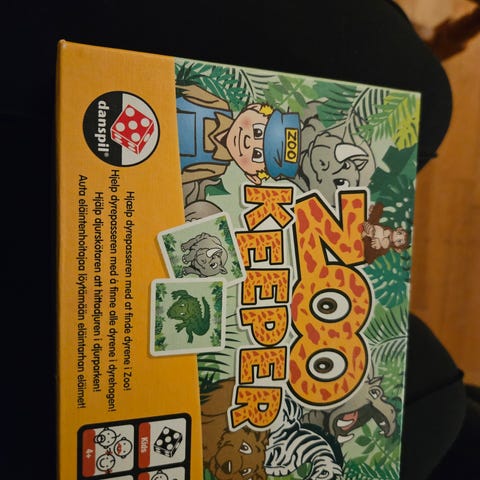 ZOO
ZOO
KEEPER
danspil®
Hjælp dyrepasseren med at finde dyrene i Zoo!
Hjelp dyrepasseren med å finne alle dyrene i dyrehagen!
Hjälp djurskötaren att hitta djuren i djurparken!
Auta eläintenhoitajaa löytämään eläintarhan eläimet!
Kids
4+